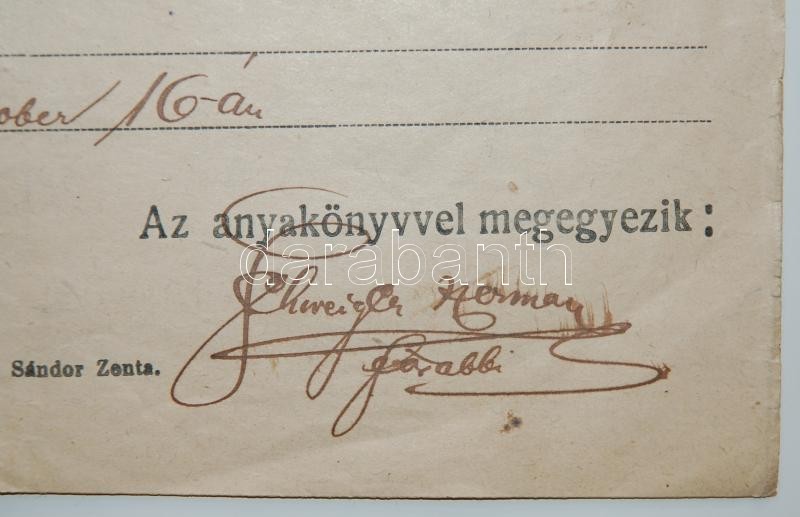 ober 16-án
Az anyakönyvvel megegyezik:
darabanth
Schweiger Herman
Sándor Zenta.
főrabbi